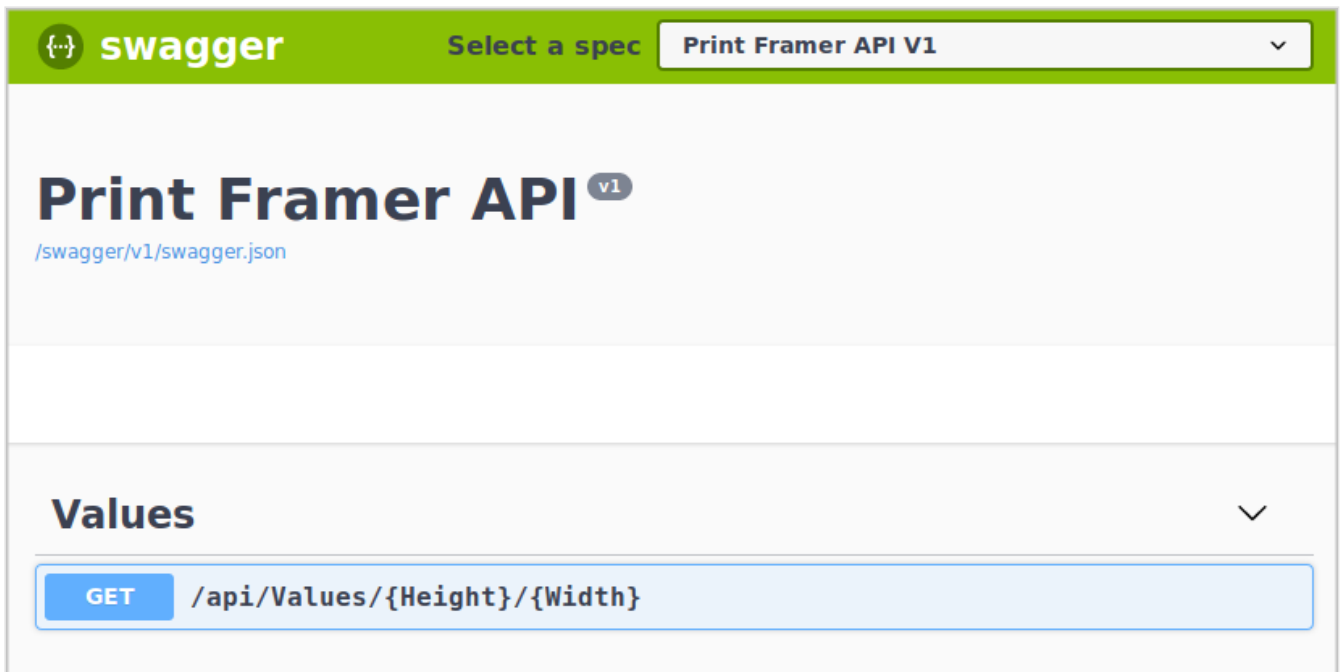 {···} swagger Select a spec Print Framer API V1
Print Framer API v1
/swagger/v1/swagger.json
Values
GET /api/Values/{Height}/{Width}